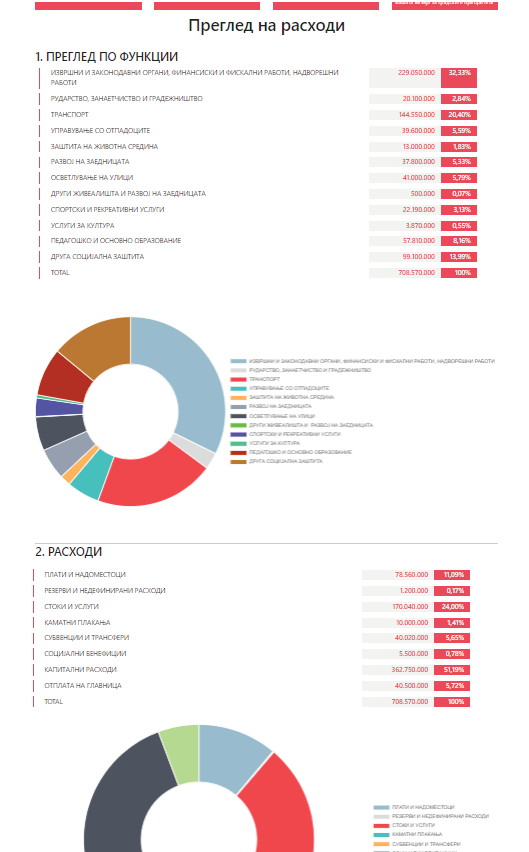 Преглед на расходи
1. ПРЕГЛЕД ПО ФУНКЦИИ
ИЗВРШНИ И ЗАКОНОДАВНИ ОРГАНИ, ФИНАНСИСКИ И ФИСКАЛНИ РАБОТИ, НАДВОРЕШНИ РАБОТИ 229.050.000 32,33%
РУДАРСТВО, ЗАНАЕТЧИСТВО И ГРАДЕЖНИШТВО 20.100.000 2,84%
ТРАНСПОРТ 144.550.000 20,40%
УПРАВУВАЊЕ СО ОТПАДОЦИТЕ 39.600.000 5,59%
ЗАШТИТА НА ЖИВОТНА СРЕДИНА 13.000.000 1,83%
РАЗВОЈ НА ЗАЕДНИЦАТА 37.800.000 5,33%
ОСВЕТЛУВАЊЕ НА УЛИЦИ 41.000.000 5,79%
ДРУГИ ЖИВЕАЛИШТА И РАЗВОЈ НА ЗАЕДНИЦАТА 500.000 0,07%
СПОРТСКИ И РЕКРЕАТИВНИ УСЛУГИ 22.190.000 3,13%
УСЛУГИ ЗА КУЛТУРА 3.870.000 0,55%
ПЕДАГОШКО И ОСНОВНО ОБРАЗОВАНИЕ 57.810.000 8,16%
ДРУГА СОЦИЈАЛНА ЗАШТИТА 99.100.000 13,99%
TOTAL 708.570.000 100%
ИЗВРШНИ И ЗАКОНОДАВНИ ОРГАНИ, ФИНАНСИСКИ И ФИСКАЛНИ РАБОТИ, НАДВОРЕШНИ РАБОТИ
РУДАРСТВО, ЗАНАЕТЧИСТВО И ГРАДЕЖНИШТВО
ТРАНСПОРТ
УПРАВУВАЊЕ СО ОТПАДОЦИТЕ
ЗАШТИТА НА ЖИВОТНА СРЕДИНА
РАЗВОЈ НА ЗАЕДНИЦАТА
ОСВЕТЛУВАЊЕ НА УЛИЦИ
ДРУГИ ЖИВЕАЛИШТА И РАЗВОЈ НА ЗАЕДНИЦАТА
СПОРТСКИ И РЕКРЕАТИВНИ УСЛУГИ
УСЛУГИ ЗА КУЛТУРА
ПЕДАГОШКО И ОСНОВНО ОБРАЗОВАНИЕ
ДРУГА СОЦИЈАЛНА ЗАШТИТА
2. РАСХОДИ
ПЛАТИ И НАДОМЕСТОЦИ 78.560.000 11,09%
РЕЗЕРВИ И НЕДЕФИНИРАНИ РАСХОДИ 1.200.000 0,17%
СТОКИ И УСЛУГИ 170.040.000 24,00%
КАМАТНИ ПЛАЌАЊА 10.000.000 1,41%
СУБВЕНЦИИ И ТРАНСФЕРИ 40.020.000 5,65%
СОЦИЈАЛНИ БЕНЕФИЦИИ 5.500.000 0,78%
КАПИТАЛНИ РАСХОДИ 362.750.000 51,19%
ОТПЛАТА НА ГЛАВНИЦА 40.500.000 5,72%
TOTAL 708.570.000 100%
ПЛАТИ И НАДОМЕСТОЦИ
РЕЗЕРВИ И НЕДЕФИНИРАНИ РАСХОДИ
СТОКИ И УСЛУГИ
КАМАТНИ ПЛАЌАЊА
СУБВЕНЦИИ И ТРАНСФЕРИ